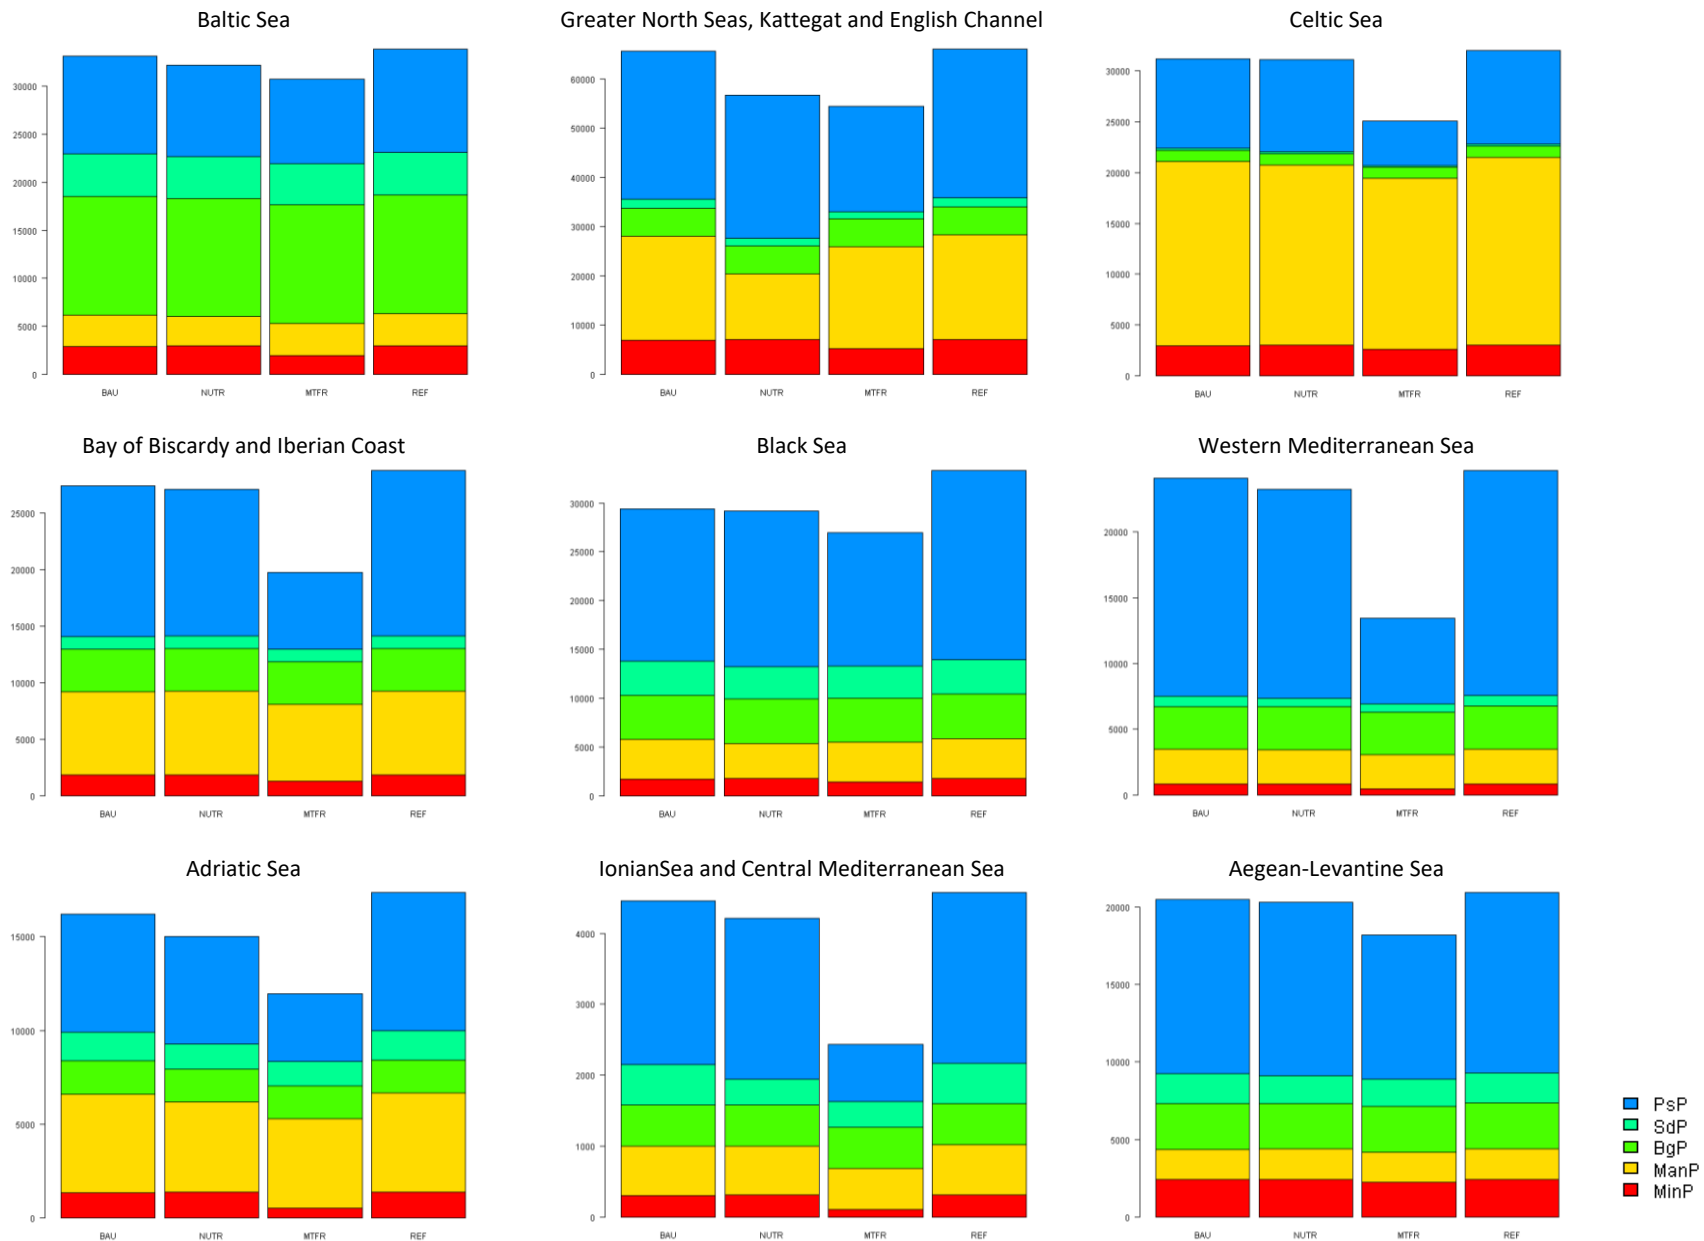 Baltic Sea
Greater North Seas, Kattegat and English Channel
Celtic Sea
30000
25000
20000
15000
10000
5000
0
BAU NUTR MTFR REF
60000
50000
40000
30000
20000
10000
0
BAU NUTR MTFR REF
30000
25000
20000
15000
10000
5000
0
BAU NUTR MTFR REF
Bay of Biscardy and Iberian Coast
Black Sea
Western Mediterranean Sea
25000
20000
15000
10000
5000
0
BAU NUTR MTFR REF
30000
25000
20000
15000
10000
5000
0
BAU NUTR MTFR REF
20000
15000
10000
5000
0
BAU NUTR MTFR REF
Adriatic Sea
IonianSea and Central Mediterranean Sea
Aegean-Levantine Sea
15000
10000
5000
0
BAU NUTR MTFR REF
4000
3000
2000
1000
0
BAU NUTR MTFR REF
20000
15000
10000
5000
0
BAU NUTR MTFR REF
PsP
SdP
BgP
ManP
MinP